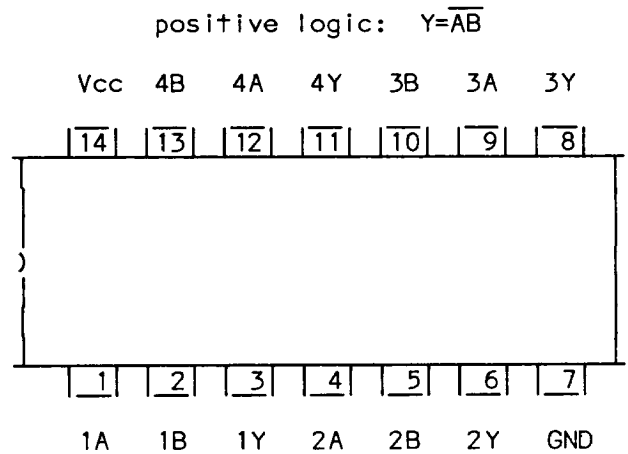 positive logic: Y=A̅B̅
Vcc 4B 4A 4Y 3B 3A 3Y
14 13 12 11 10 9 8
1 2 3 4 5 6 7
1A 1B 1Y 2A 2B 2Y GND